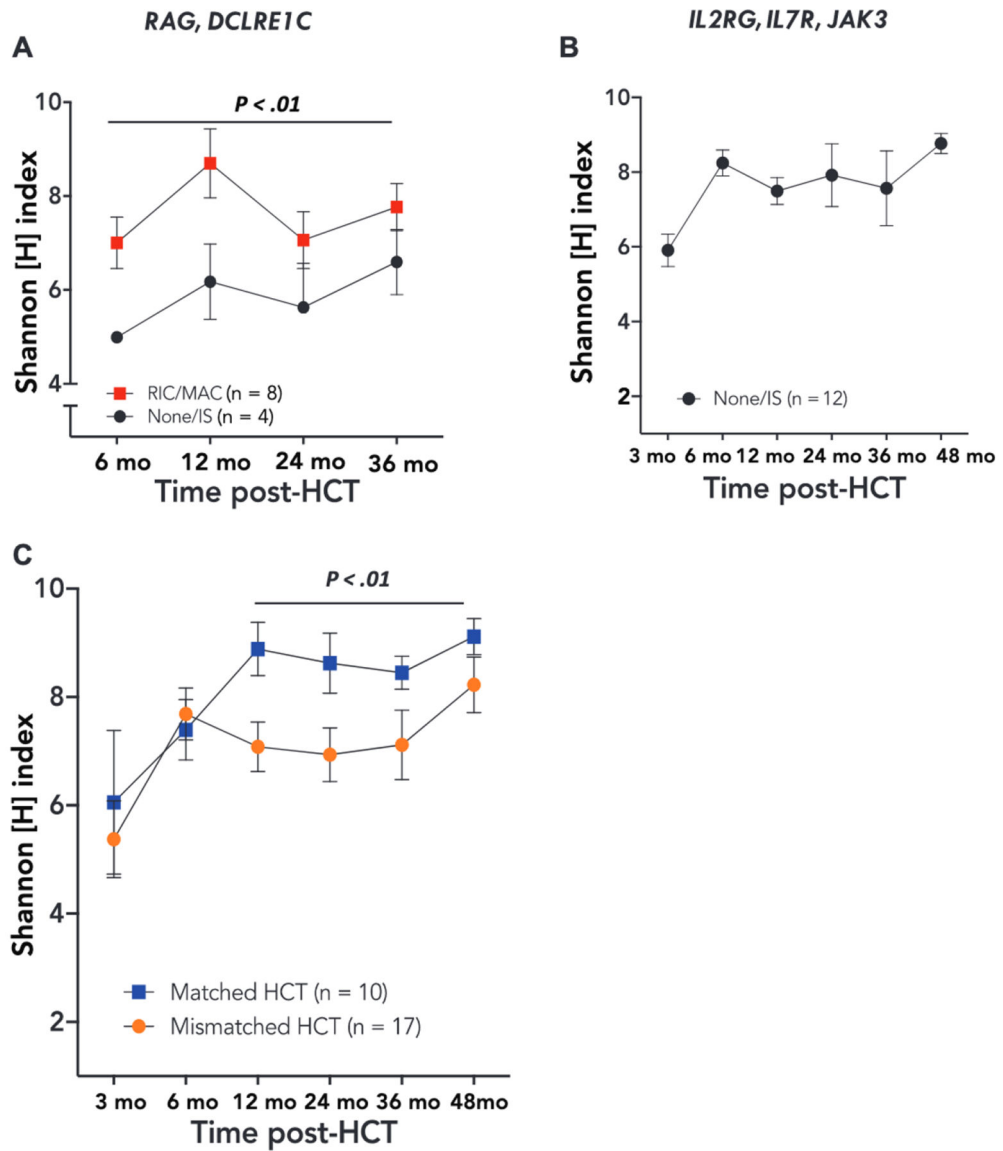 RAG, DCLRE1C
A
P < .01
Shannon [H] index
10
8
6
4
RIC/MAC (n = 8)
None/IS (n = 4)
6 mo 12 mo 24 mo 36 mo
Time post-HCT
IL2RG, IL7R, JAK3
B
Shannon [H] index
10
8
6
4
2
None/IS (n = 12)
3 mo 6 mo 12 mo 24 mo 36 mo 48 mo
Time post-HCT
C
P < .01
Shannon [H] index
10
8
6
4
2
Matched HCT (n = 10)
Mismatched HCT (n = 17)
3 mo 6 mo 12 mo 24 mo 36 mo 48mo
Time post-HCT